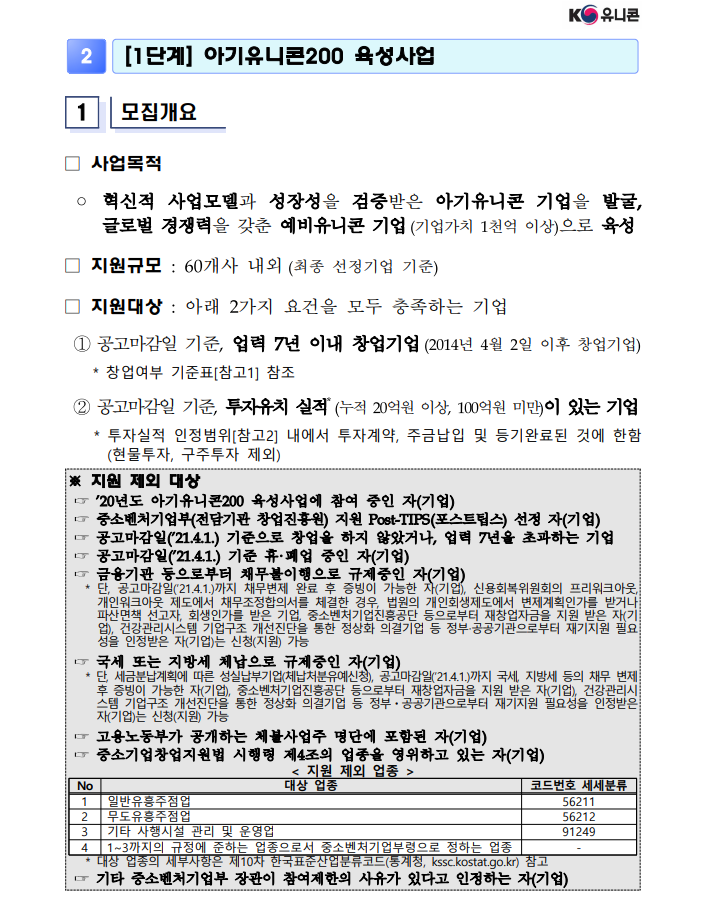 K유니콘
2 [1단계] 아기유니콘200 육성사업
1 모집개요
□ 사업목적
○ 혁신적 사업모델과 성장성을 검증받은 아기유니콘 기업을 발굴,
글로벌 경쟁력을 갖춘 예비유니콘 기업(기업가치 1천억 이상)으로 육성
□ 지원규모 : 60개사 내외 (최종 선정기업 기준)
□ 지원대상 : 아래 2가지 요건을 모두 충족하는 기업
① 공고마감일 기준, 업력 7년 이내 창업기업(2014년 4월 2일 이후 창업기업)
* 창업여부 기준표[참고1] 참조
② 공고마감일 기준, 투자유치 실적*(누적 20억원 이상, 100억원 미만)이 있는 기업
* 투자실적 인정범위[참고2] 내에서 투자계약, 주금납입 및 등기완료된 것에 한함
(현물투자, 구주투자 제외)
※ 지원 제외 대상
☞ '20년도 아기유니콘200 육성사업에 참여 중인 자(기업)
☞ 중소벤처기업부(전담기관 창업진흥원) 지원 Post-TIPS(포스트팁스) 선정 자(기업)
☞ 공고마감일('21.4.1.) 기준으로 창업을 하지 않았거나, 업력 7년을 초과하는 기업
☞ 공고마감일('21.4.1.) 기준 휴·폐업 중인 자(기업)
☞ 금융기관 등으로부터 채무불이행으로 규제중인 자(기업)
* 단, 공고마감일('21.4.1.)까지 채무변제 완료 후 증빙이 가능한 자(기업), 신용회복위원회의 프리워크아웃,
개인워크아웃 제도에서 채무조정합의서를 체결한 경우, 법원의 개인회생제도에서 변제계획인가를 받거나
파산면책 선고자, 회생인가를 받은 기업, 중소벤처기업진흥공단 등으로부터 재창업자금을 지원 받은 자(기
업), 건강관리시스템 기업구조 개선진단을 통한 정상화 의결기업 등 정부·공공기관으로부터 재기지원 필요
성을 인정받은 자(기업)는 신청(지원) 가능
☞ 국세 또는 지방세 체납으로 규제중인 자(기업)
* 단, 세금분납계획에 따른 성실납부기업(체납처분유예신청), 공고마감일('21.4.1.)까지 국세, 지방세 등의 채무 변제
후 증빙이 가능한 자(기업), 중소벤처기업진흥공단 등으로부터 재창업자금을 지원 받은 자(기업), 건강관리시
스템 기업구조 개선진단을 통한 정상화 의결기업 등 정부・공공기관으로부터 재기지원 필요성을 인정받은
자(기업)는 신청(지원) 가능
☞ 고용노동부가 공개하는 체불사업주 명단에 포함된 자(기업)
☞ 중소기업창업지원법 시행령 제4조의 업종을 영위하고 있는 자(기업)
< 지원 제외 업종 >
No 대상 업종 코드번호 세세분류
1 일반유흥주점업 56211
2 무도유흥주점업 56212
3 기타 사행시설 관리 및 운영업 91249
4 1~3까지의 규정에 준하는 업종으로서 중소벤처기업부령으로 정하는 업종 -
* 대상 업종의 세부사항은 제10차 한국표준산업분류코드(통계청, kssc.kostat.go.kr) 참고
☞ 기타 중소벤처기업부 장관이 참여제한의 사유가 있다고 인정하는 자(기업)